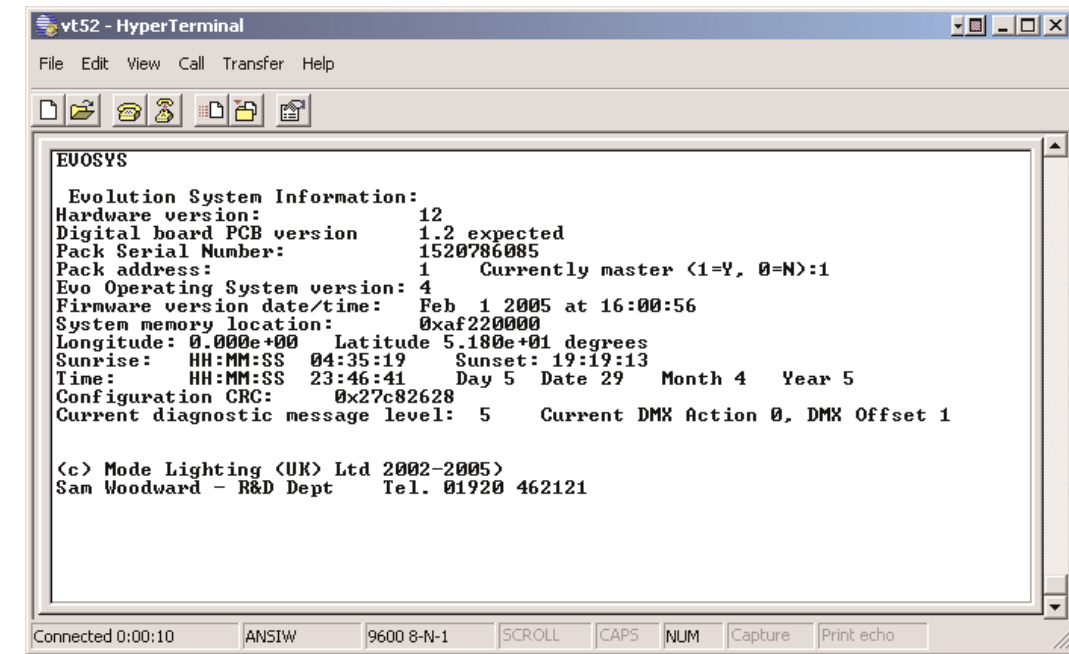 vt52 - HyperTerminal
File Edit View Call Transfer Help
EVOSYS
Evolution System Information:
Hardware version: 12
Digital board PCB version 1.2 expected
Pack Serial Number: 1520786085
Pack address: 1 Currently master (1=Y, 0=N):1
Evo Operating System version: 4
Firmware version date/time: Feb 1 2005 at 16:00:56
System memory location: 0xaf220000
Longitude: 0.000e+00 Latitude 5.180e+01 degrees
Sunrise: HH:MM:SS 04:35:19 Sunset: 19:19:13
Time: HH:MM:SS 23:46:41 Day 5 Date 29 Month 4 Year 5
Configuration CRC: 0x27c82628
Current diagnostic message level: 5 Current DMX Action 0, DMX Offset 1
(c) Mode Lighting (UK) Ltd 2002-2005)
Sam Woodward - R&D Dept Tel. 01920 462121
Connected 0:00:10 ANSIW 9600 8-N-1 SCROLL CAPS NUM Capture Print echo